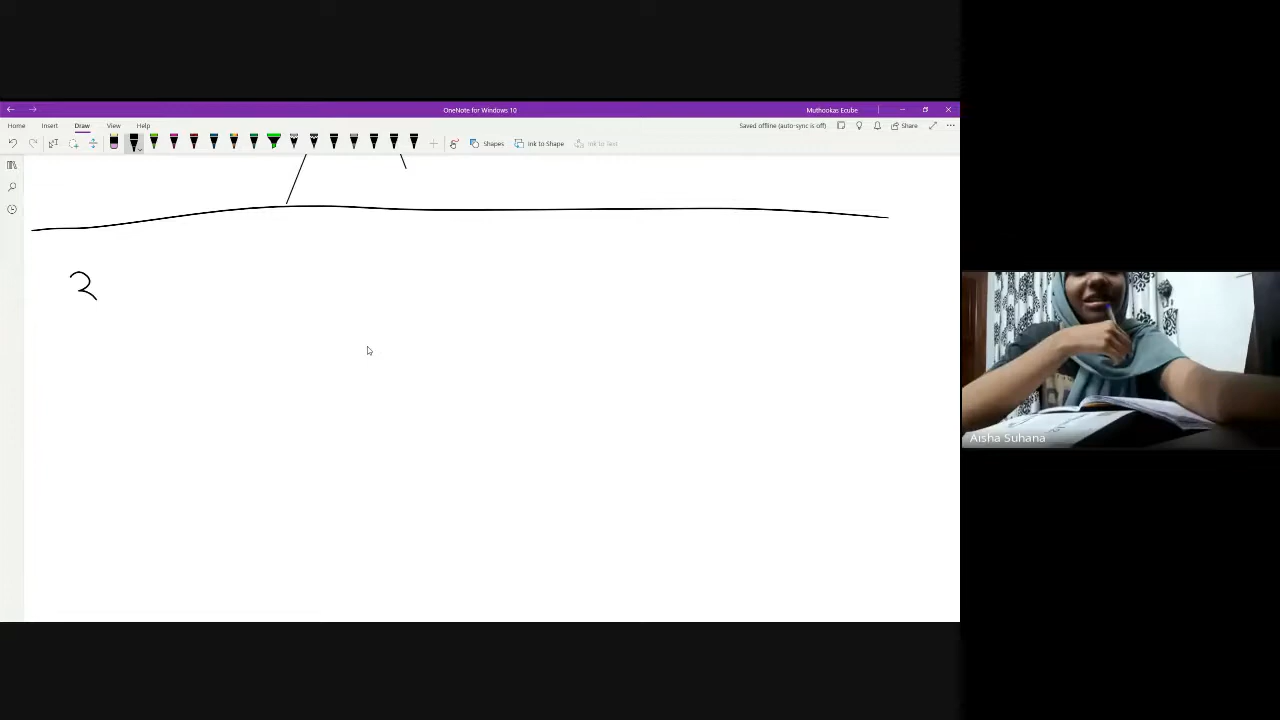 OneNote for Windows 10
Muthookas Ecube
Home Insert Draw View Help
Saved offline (auto-sync is off)
Share
Shapes
Ink to Shape
Ink to Text
Aisha Suhana